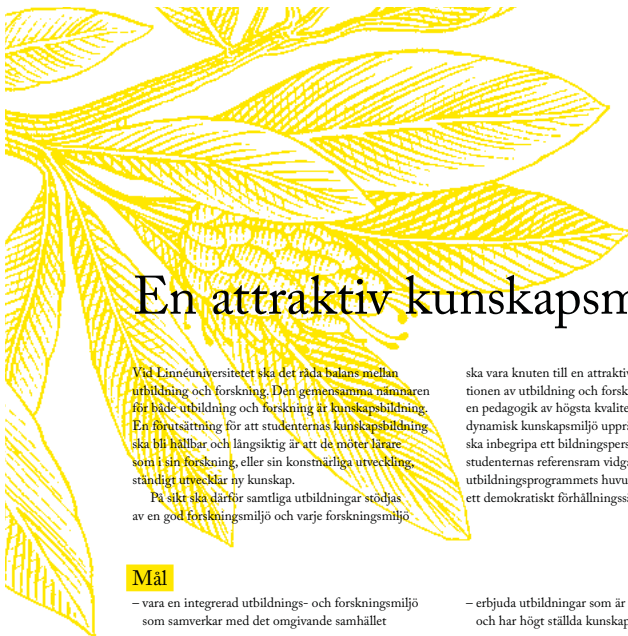 En attraktiv kunskapsm
Vid Linnéuniversitetet ska det råda balans mellan
utbildning och forskning. Den gemensamma nämnaren
för både utbildning och forskning är kunskapsbildning.
En förutsättning för att studenternas kunskapsbildning
ska bli hållbar och långsiktig är att de möter lärare
som i sin forskning, eller sin konstnärliga utveckling,
ständigt utvecklar ny kunskap.
På sikt ska därför samtliga utbildningar stödjas
av en god forskningsmiljö och varje forskningsmiljö
ska vara knuten till en attraktiv
tionen av utbildning och forsk
en pedagogik av högsta kvalite
dynamisk kunskapsmiljö upprä
ska inbegripa ett bildningspers
studenternas referensram vidga
utbildningsprogrammets huvu
ett demokratiskt förhållningssä
Mål
– vara en integrerad utbildnings- och forskningsmiljö
som samverkar med det omgivande samhället
– erbjuda utbildningar som är
och har högt ställda kunskap